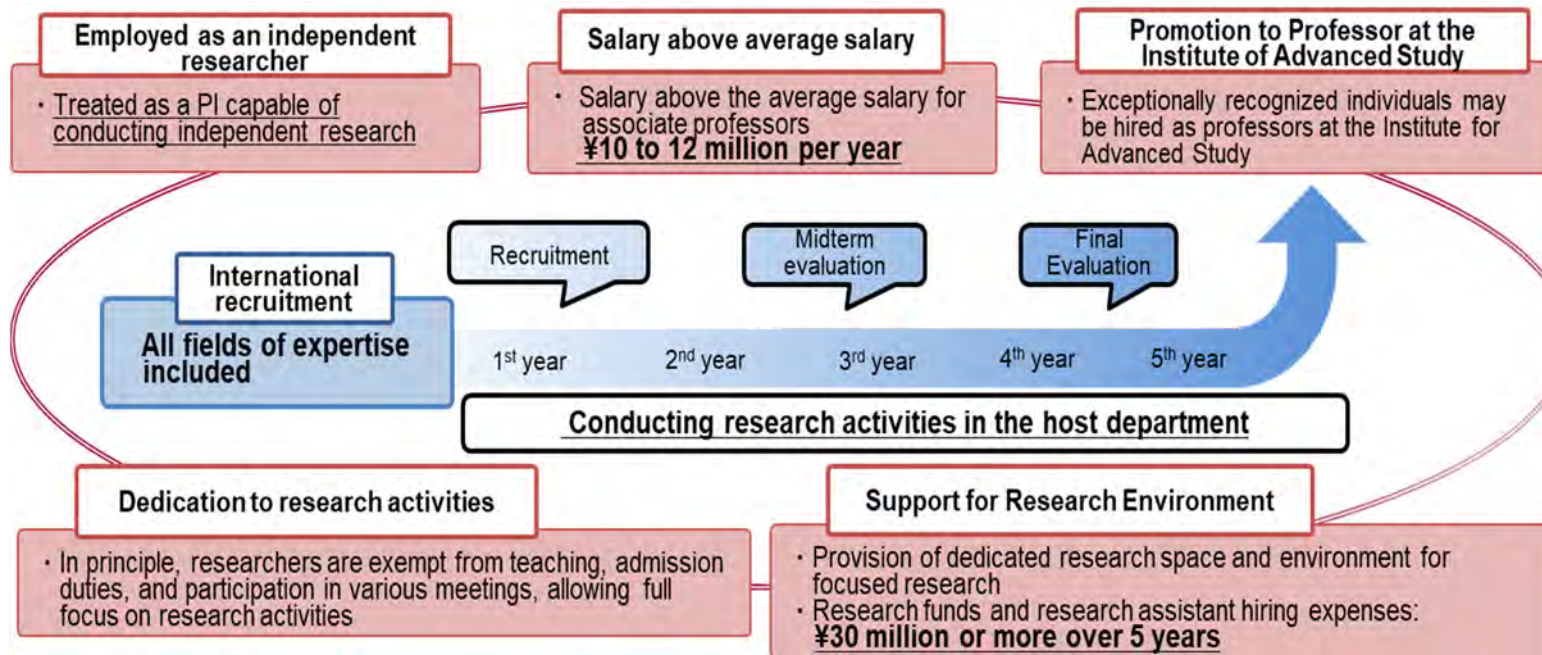 Employed as an independent
researcher
・Treated as a PI capable of
conducting independent research
Salary above average salary
・Salary above the average salary for
associate professors
¥10 to 12 million per year
Promotion to Professor at the
Institute of Advanced Study
・Exceptionally recognized individuals may
be hired as professors at the Institute for
Advanced Study
International
recruitment
All fields of expertise
included
Recruitment
Midterm
evaluation
Final
Evaluation
1st year
2nd year
3rd year
4th year
5th year
Conducting research activities in the host department
Dedication to research activities
・In principle, researchers are exempt from teaching, admission
duties, and participation in various meetings, allowing full
focus on research activities
Support for Research Environment
・Provision of dedicated research space and environment for
focused research
・Research funds and research assistant hiring expenses:
¥30 million or more over 5 years